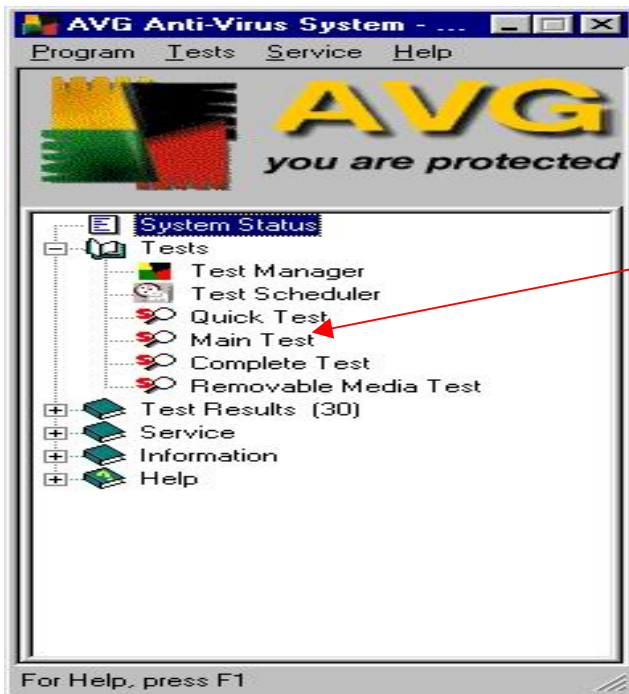 AVG Anti-Virus System - ...
Program Tests Service Help
AVG
you are protected
System Status
Tests
Test Manager
Test Scheduler
Quick Test
Main Test
Complete Test
Removable Media Test
Test Results (30)
Service
Information
Help
For Help, press F1